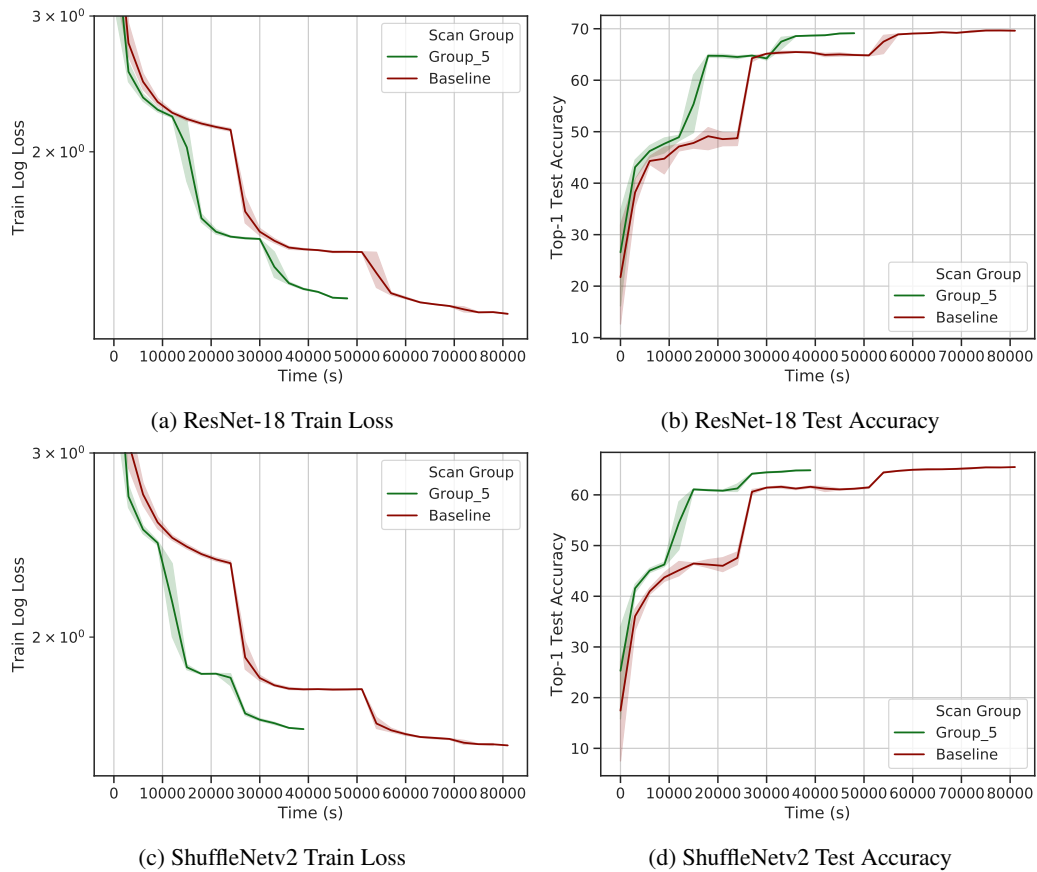 3 × 10⁰
2 × 10⁰
Train Log Loss
Scan Group
Group_5
Baseline
0 10000 20000 30000 40000 50000 60000 70000 80000
Time (s)
(a) ResNet-18 Train Loss
70
60
50
40
30
20
10
Top-1 Test Accuracy
Scan Group
Group_5
Baseline
0 10000 20000 30000 40000 50000 60000 70000 80000
Time (s)
(b) ResNet-18 Test Accuracy
3 × 10⁰
2 × 10⁰
Train Log Loss
Scan Group
Group_5
Baseline
0 10000 20000 30000 40000 50000 60000 70000 80000
Time (s)
(c) ShuffleNetv2 Train Loss
60
50
40
30
20
10
Top-1 Test Accuracy
Scan Group
Group_5
Baseline
0 10000 20000 30000 40000 50000 60000 70000 80000
Time (s)
(d) ShuffleNetv2 Test Accuracy